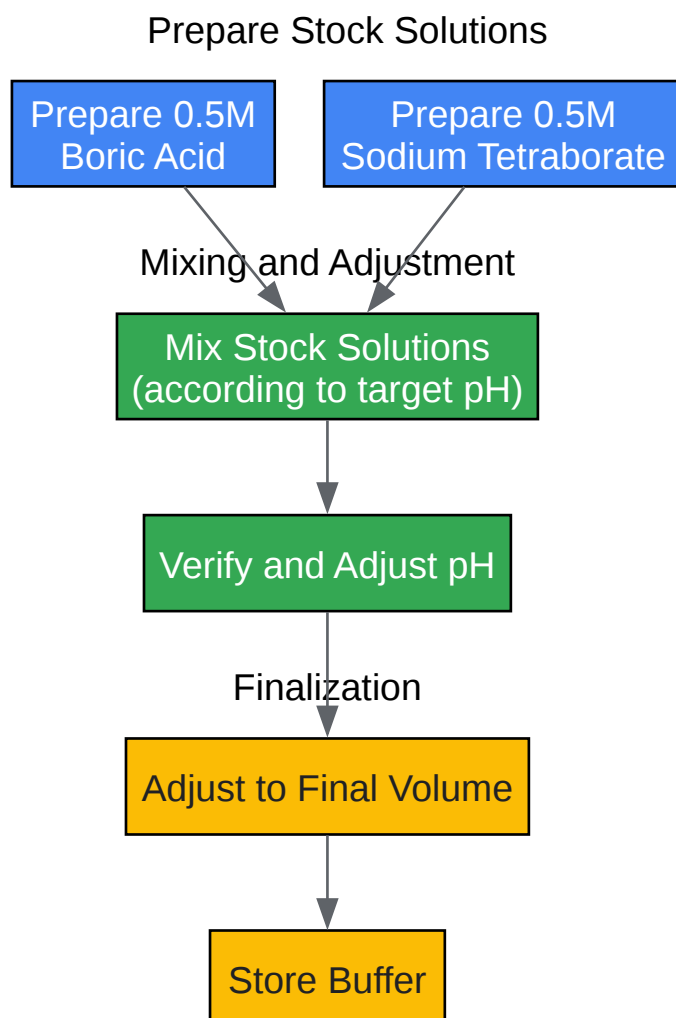 Prepare Stock Solutions
Prepare 0.5M
Boric Acid
Prepare 0.5M
Sodium Tetraborate
Mixing and Adjustment
Mix Stock Solutions
(according to target pH)
Verify and Adjust pH
Finalization
Adjust to Final Volume
Store Buffer